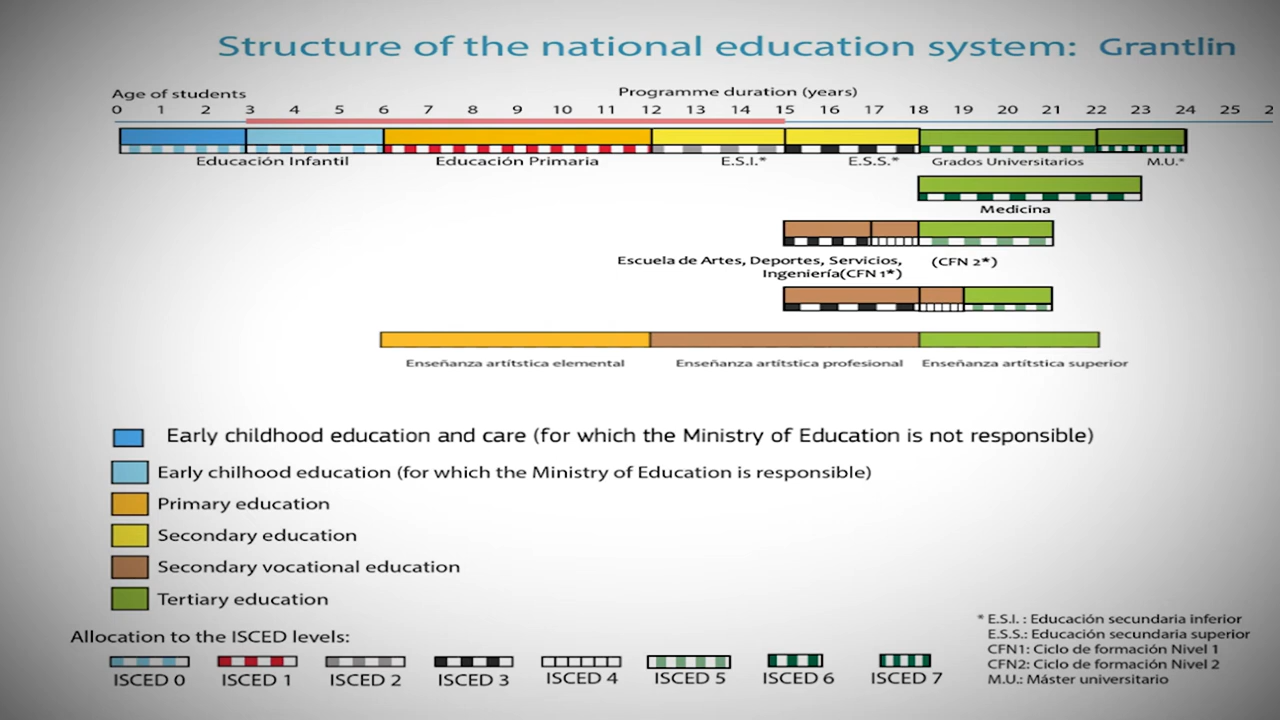 Structure of the national education system: Grantlin
Age of students
Programme duration (years)
0 1 2 3 4 5 6 7 8 9 10 11 12 13 14 15 16 17 18 19 20 21 22 23 24 25 2
Educación Infantil Educación Primaria E.S.I.* E.S.S.* Grados Universitarios M.U.*
Medicina
Escuela de Artes, Deportes, Servicios, (CFN 2*)
Ingeniería(CFN 1*)
Enseñanza artítstica elemental Enseñanza artítstica profesional Enseñanza artítstica superior
Early childhood education and care (for which the Ministry of Education is not responsible)
Early chilhood education (for which the Ministry of Education is responsible)
Primary education
Secondary education
Secondary vocational education
Tertiary education
Allocation to the ISCED levels:
ISCED 0 ISCED 1 ISCED 2 ISCED 3 ISCED 4 ISCED 5 ISCED 6 ISCED 7
* E.S.I. : Educación secundaria inferior
E.S.S.: Educación secundaria superior
CFN1: Ciclo de formación Nivel 1
CFN2: Ciclo de formación Nivel 2
M.U.: Máster universitario